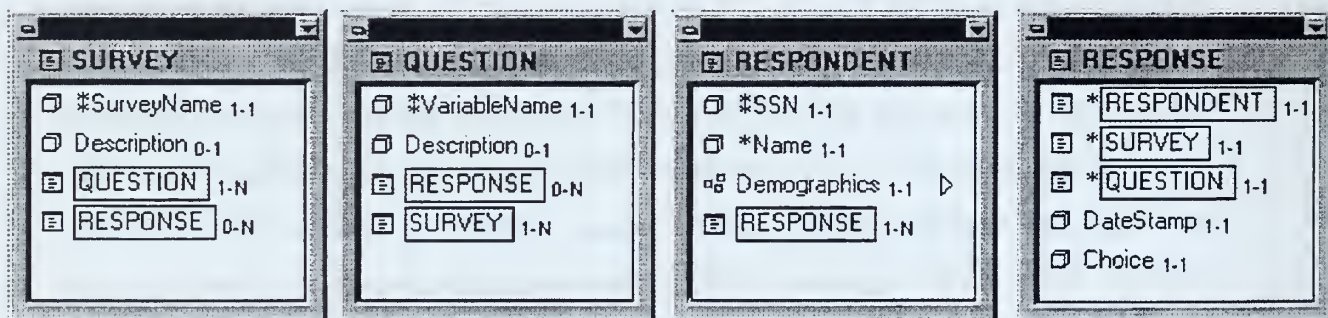 SURVEY
‡SurveyName 1-1
Description 0-1
QUESTION 1-N
RESPONSE 0-N
QUESTION
‡VariableName 1-1
Description 0-1
RESPONSE 0-N
SURVEY 1-N
RESPONDENT
‡SSN 1-1
*Name 1-1
Demographics 1-1
RESPONSE 1-N
RESPONSE
*RESPONDENT 1-1
*SURVEY 1-1
*QUESTION 1-1
DateStamp 1-1
Choice 1-1